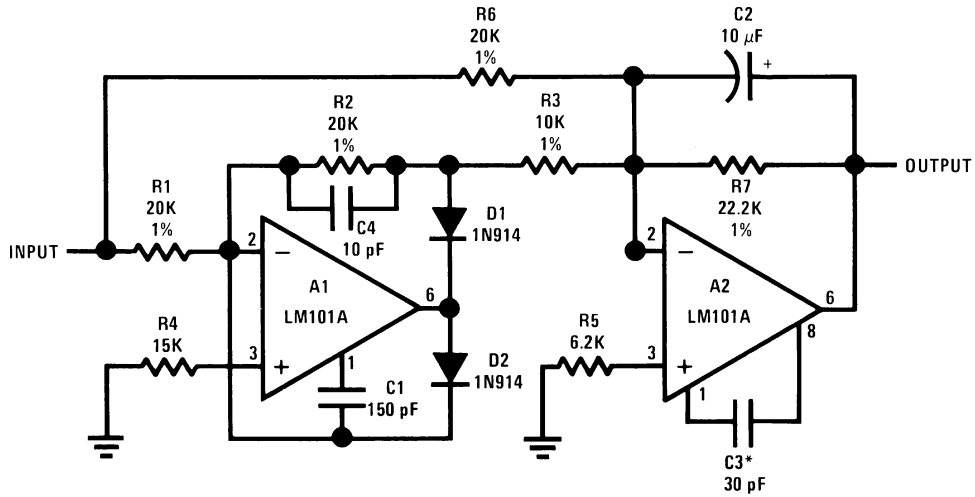 R6
20K
1%
C2
10 μF
+
R2
20K
1%
R3
10K
1%
OUTPUT
R1
20K
1%
C4
10 pF
D1
1N914
R7
22.2K
1%
INPUT
2
−
A1
LM101A
6
2
−
A2
LM101A
6
8
R4
15K
3
+
1
C1
150 pF
D2
1N914
R5
6.2K
3
+
1
C3*
30 pF